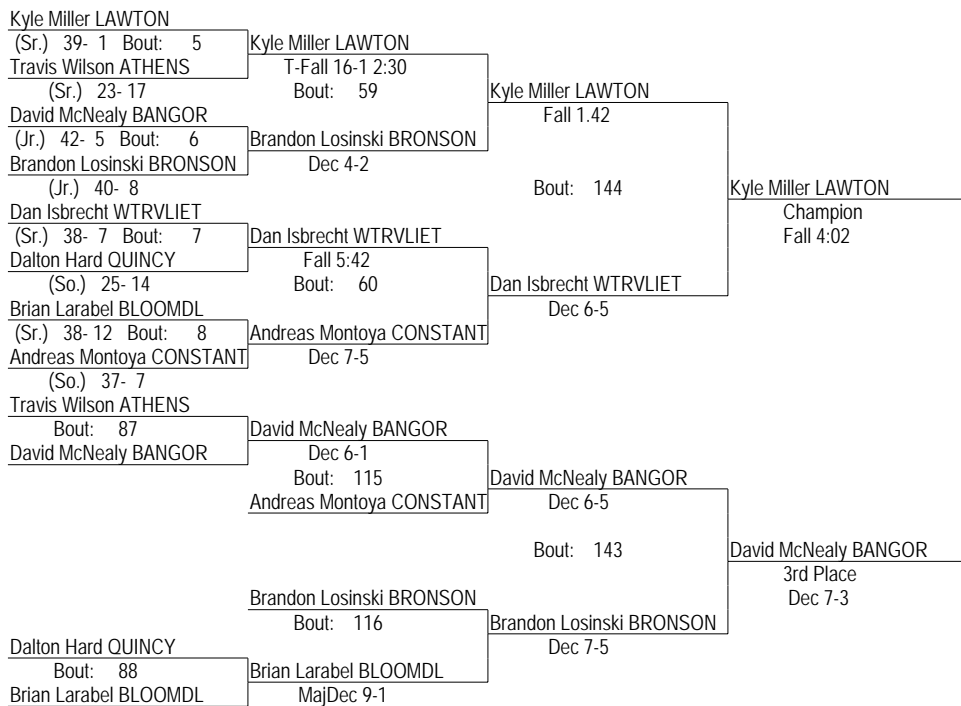 Kyle Miller LAWTON
(Sr.) 39- 1 Bout: 5 Kyle Miller LAWTON
Travis Wilson ATHENS T-Fall 16-1 2:30
(Sr.) 23- 17 Bout: 59 Kyle Miller LAWTON
David McNealy BANGOR Fall 1.42
(Jr.) 42- 5 Bout: 6 Brandon Losinski BRONSON
Brandon Losinski BRONSON Dec 4-2
(Jr.) 40- 8 Bout: 144 Kyle Miller LAWTON
Dan Isbrecht WTRVLIET Champion
(Sr.) 38- 7 Bout: 7 Dan Isbrecht WTRVLIET Fall 4:02
Dalton Hard QUINCY Fall 5:42
(So.) 25- 14 Bout: 60 Dan Isbrecht WTRVLIET
Brian Larabel BLOOMDL Dec 6-5
(Sr.) 38- 12 Bout: 8 Andreas Montoya CONSTANT
Andreas Montoya CONSTANT Dec 7-5
(So.) 37- 7
Travis Wilson ATHENS
Bout: 87 David McNealy BANGOR
David McNealy BANGOR Dec 6-1
Bout: 115 David McNealy BANGOR
Andreas Montoya CONSTANT Dec 6-5
Bout: 143 David McNealy BANGOR
3rd Place
Brandon Losinski BRONSON Dec 7-3
Bout: 116 Brandon Losinski BRONSON
Dalton Hard QUINCY Dec 7-5
Bout: 88 Brian Larabel BLOOMDL
Brian Larabel BLOOMDL MajDec 9-1